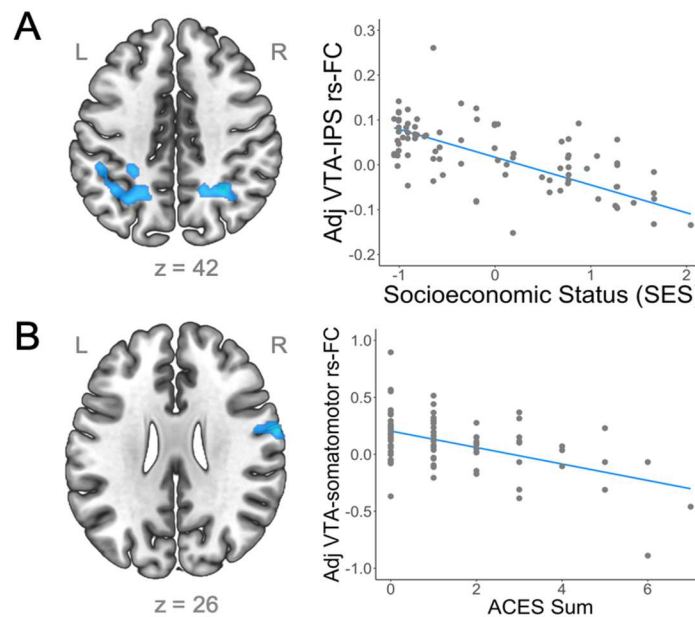 A
L
R
z = 42
Adj VTA-IPS rs-FC
0.3
0.2
0.1
0.0
-0.1
-0.2
-1
0
1
2
Socioeconomic Status (SES
B
L
R
z = 26
Adj VTA-somatomotor rs-FC
1.0
0.5
0.0
-0.5
-1.0
0
2
4
6
ACES Sum